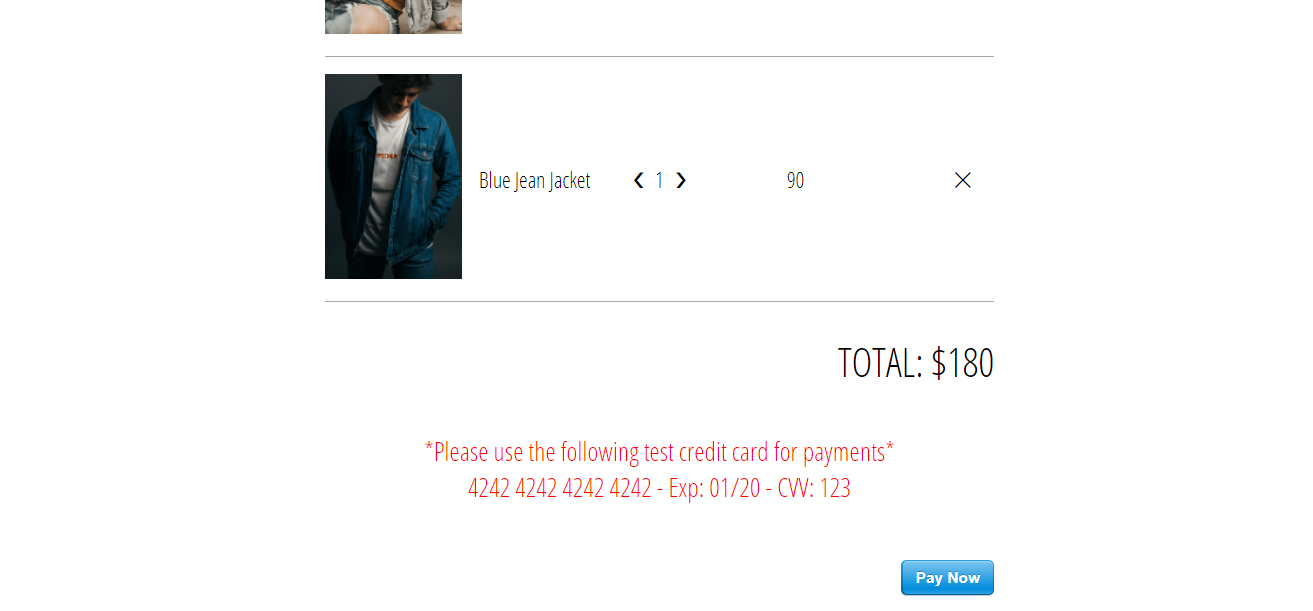 PUMA
Blue Jean Jacket ❮ 1 ❯ 90 ✕
TOTAL: $180
*Please use the following test credit card for payments*
4242 4242 4242 4242 - Exp: 01/20 - CVV: 123
Pay Now